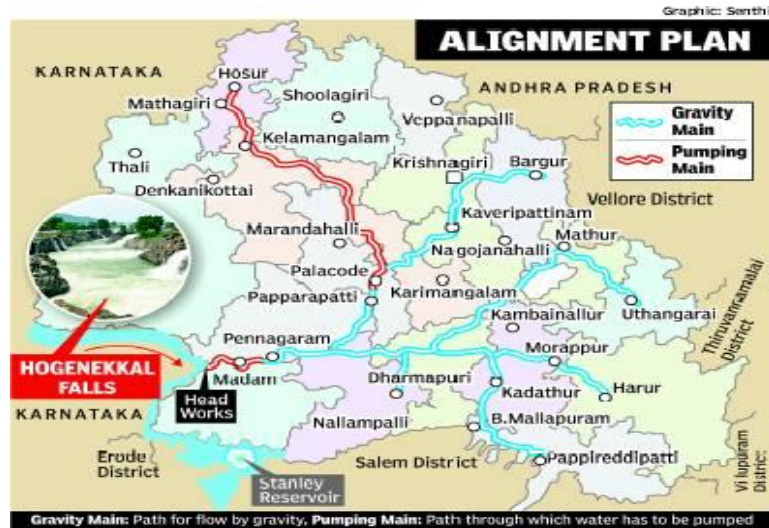 Graphic: Senthi
ALIGNMENT PLAN
KARNATAKA
Hosur
Mathagiri
Shoolagiri
ANDHRA PRADESH
Veppanapalli
Gravity
Main
Pumping
Main
Kelamangalam
Thali
Denkanikottai
Krishnagiri
Bargur
Vellore District
Marandahalli
Kaveripattinam
Nagojanahalli
Mathur
Palacode
Papparapatti
Karimangalam
Uthangarai
Kambainallur
Thiruvannamalai
District
Pennagaram
Morappur
HOGENEKKAL
FALLS
Madam
Head
Works
Dharmapuri
Kadathur
Harur
KARNATAKA
Nallampalli
B.Mallapuram
Erode
District
Salem District
Pappireddipatti
Vilupuram
District
Stanley
Reservoir
Gravity Main: Path for flow by gravity, Pumping Main: Path through which water has to be pumped